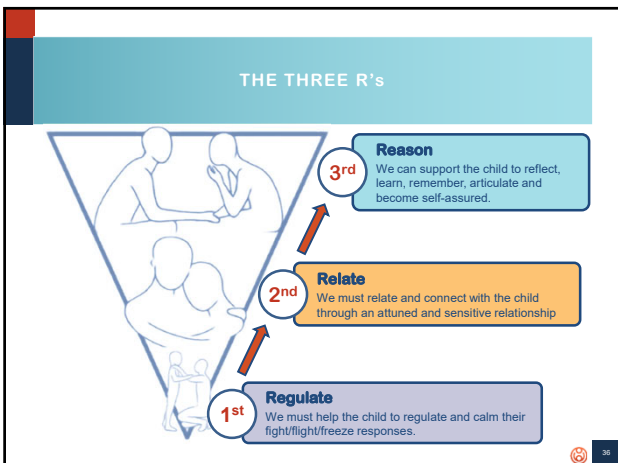 THE THREE R's
3rd
Reason
We can support the child to reflect,
learn, remember, articulate and
become self-assured.
2nd
Relate
We must relate and connect with the child
through an attuned and sensitive relationship
1st
Regulate
We must help the child to regulate and calm their
fight/flight/freeze responses.
36